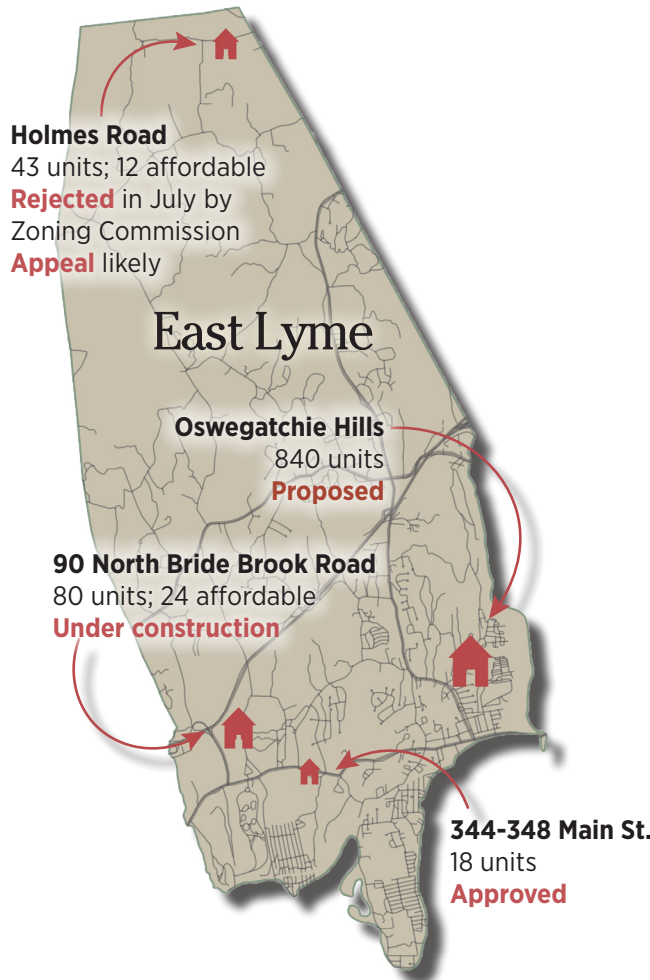 Holmes Road
43 units; 12 affordable
Rejected in July by
Zoning Commission
Appeal likely
East Lyme
Oswegatchie Hills
840 units
Proposed
90 North Bride Brook Road
80 units; 24 affordable
Under construction
344-348 Main St.
18 units
Approved